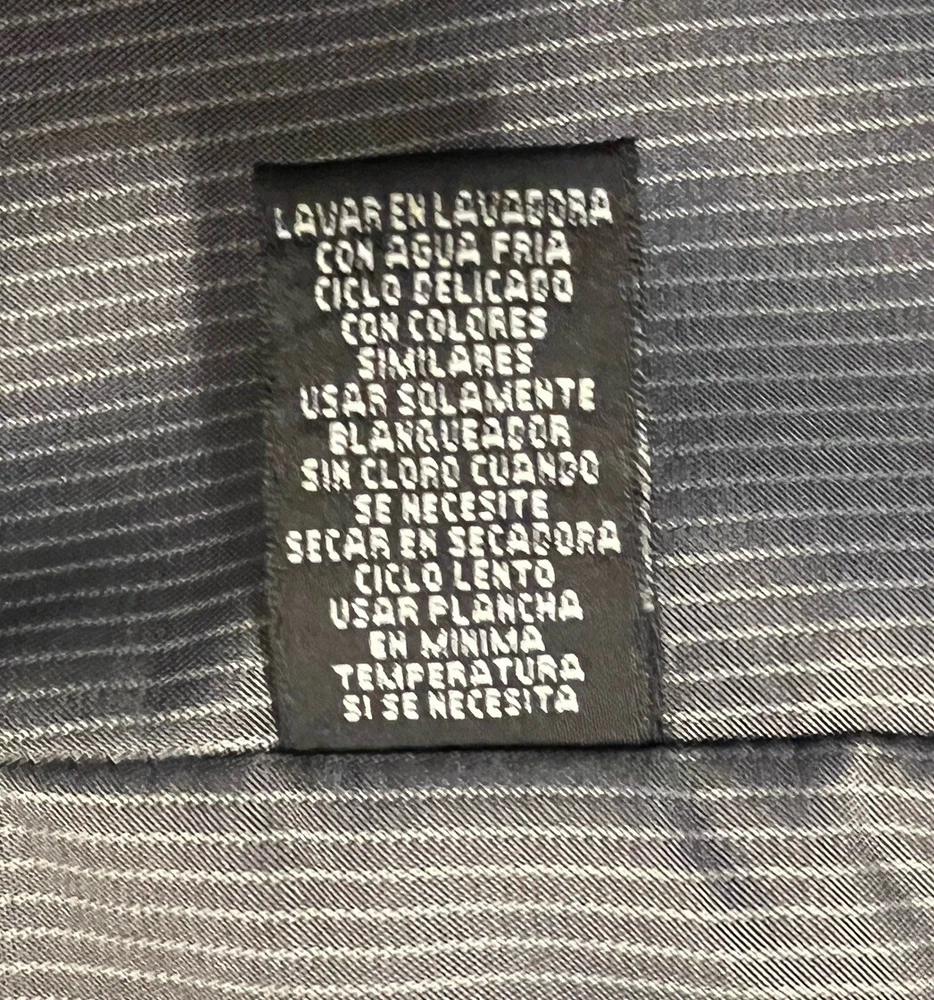 LAVAR EN LAVADORA
CON AGUA FRIA
CICLO DELICADO
CON COLORES
SIMILARES
USAR SOLAMENTE
BLANQUEADOR
SIN CLORO CUANDO
SE NECESITE
SECAR EN SECADORA
CICLO LENTO
USAR PLANCHA
EN MINIMA
TEMPERATURA
SI SE NECESITA